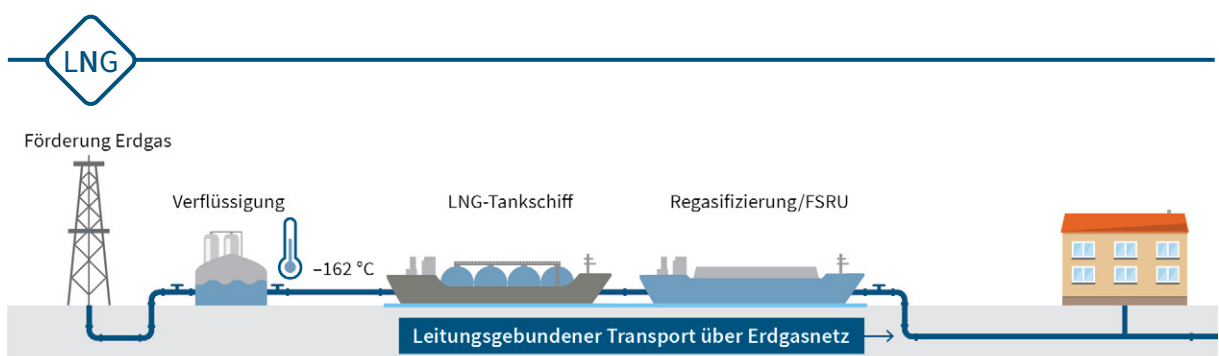 LNG
Förderung Erdgas
Verflüssigung
LNG-Tankschiff
Regasifizierung/FSRU
–162 °C
Leitungsgebundener Transport über Erdgasnetz